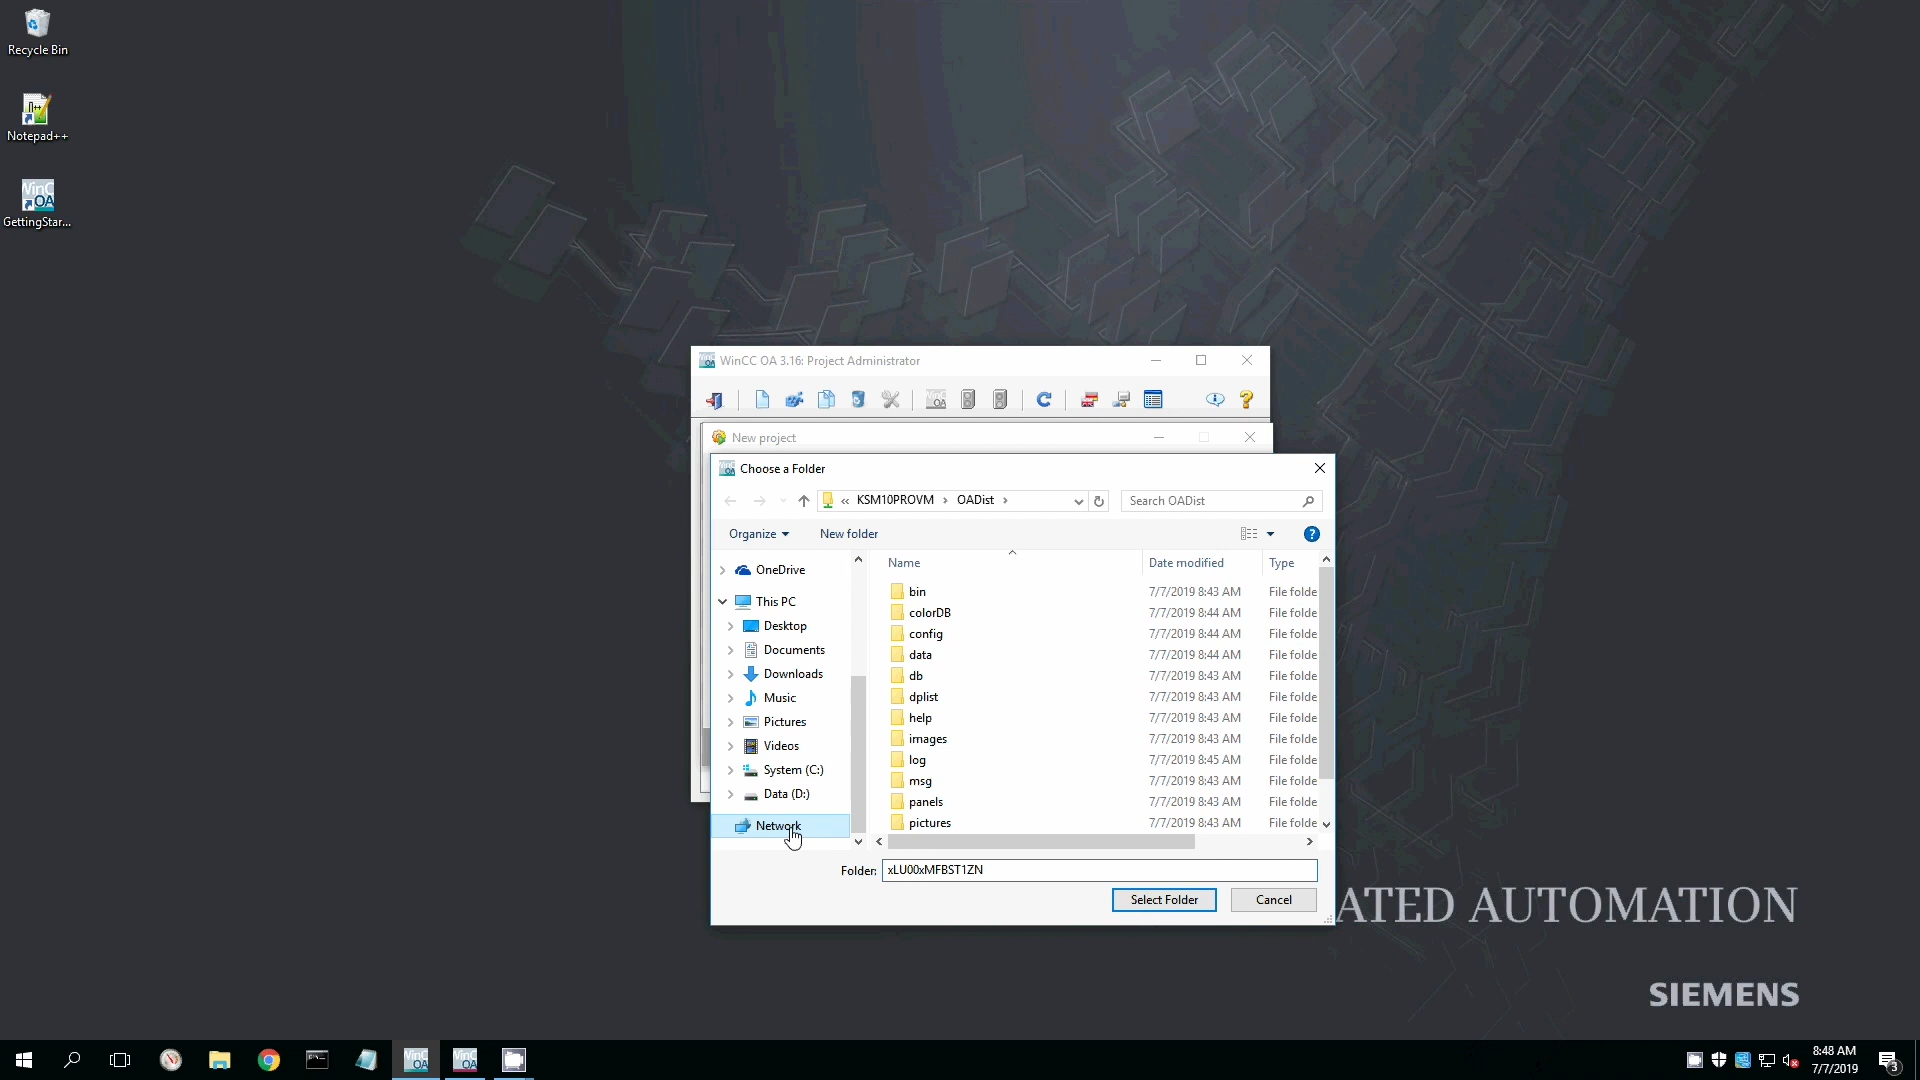 Recycle Bin
Notepad++
GettingStar...
WinCC OA 3.16: Project Administrator
New project
Choose a Folder
« KSM10PROVM › OADist ›
Search OADist
Organize
New folder
Name
Date modified
Type
OneDrive
This PC
Desktop
Documents
Downloads
Music
Pictures
Videos
System (C:)
Data (D:)
Network
bin 7/7/2019 8:43 AM File folde
colorDB 7/7/2019 8:44 AM File folde
config 7/7/2019 8:44 AM File folde
data 7/7/2019 8:44 AM File folde
db 7/7/2019 8:43 AM File folde
dplist 7/7/2019 8:43 AM File folde
help 7/7/2019 8:43 AM File folde
images 7/7/2019 8:43 AM File folde
log 7/7/2019 8:45 AM File folde
msg 7/7/2019 8:43 AM File folde
panels 7/7/2019 8:43 AM File folde
pictures 7/7/2019 8:43 AM File folde
Folder: xLU00xMFBST1ZN
Select Folder
Cancel
ATED AUTOMATION
SIEMENS
8:48 AM
7/7/2019
3